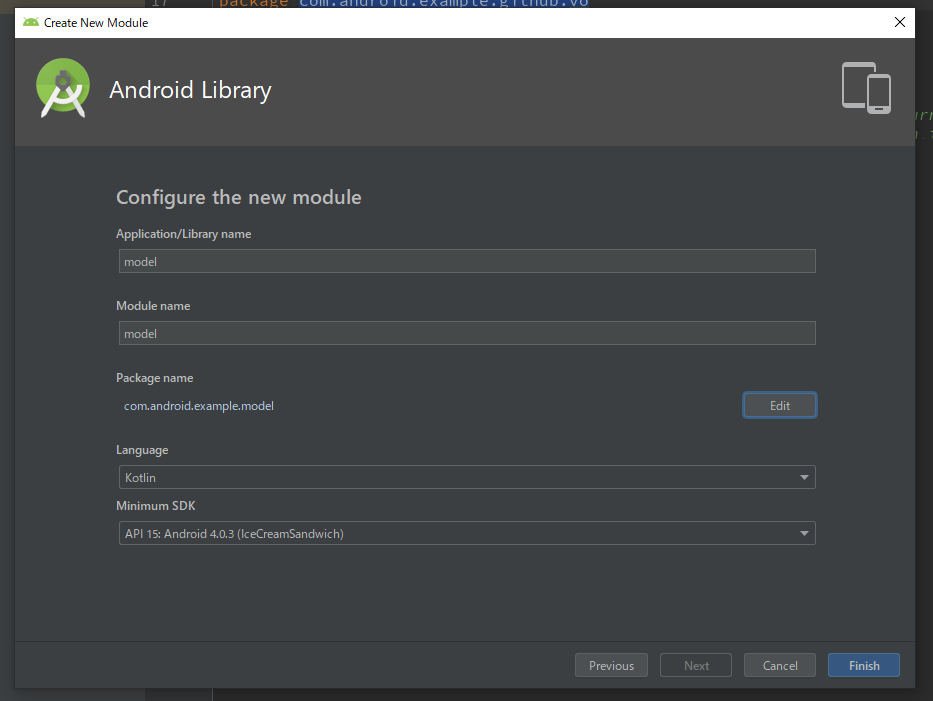 17 package com.android.example.github.vo
Create New Module
Android Library
Configure the new module
Application/Library name
model
Module name
model
Package name
com.android.example.model
Edit
Language
Kotlin
Minimum SDK
API 15: Android 4.0.3 (IceCreamSandwich)
Previous
Next
Cancel
Finish